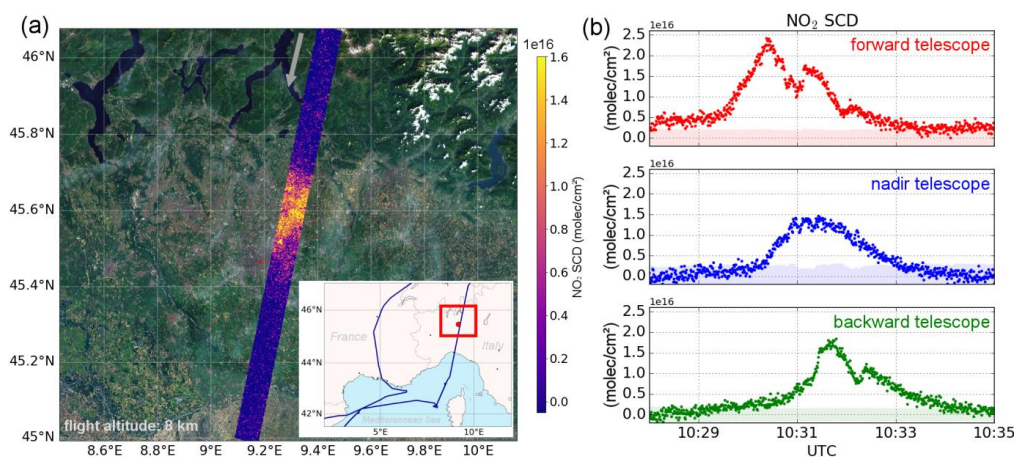 (a)
46°N
45.8°N
45.6°N
45.4°N
45.2°N
45°N
8.6°E 8.8°E 9°E 9.2°E 9.4°E 9.6°E 9.8°E 10°E
flight altitude: 8 km
46°N
44°N
43°N
42°N
5°E 10°E
France
Italy
Mediterranean Sea
1e16
1.6
1.4
1.2
1.0
0.8
0.6
0.4
0.2
0.0
NO₂ SCD (molec/cm²)
(b)
NO₂ SCD
1e16
forward telescope
2.5
2.0
1.5
1.0
0.5
0.0
(molec/cm²)
1e16
nadir telescope
2.5
2.0
1.5
1.0
0.5
0.0
(molec/cm²)
1e16
backward telescope
2.5
2.0
1.5
1.0
0.5
0.0
(molec/cm²)
10:29 10:31 10:33 10:35
UTC